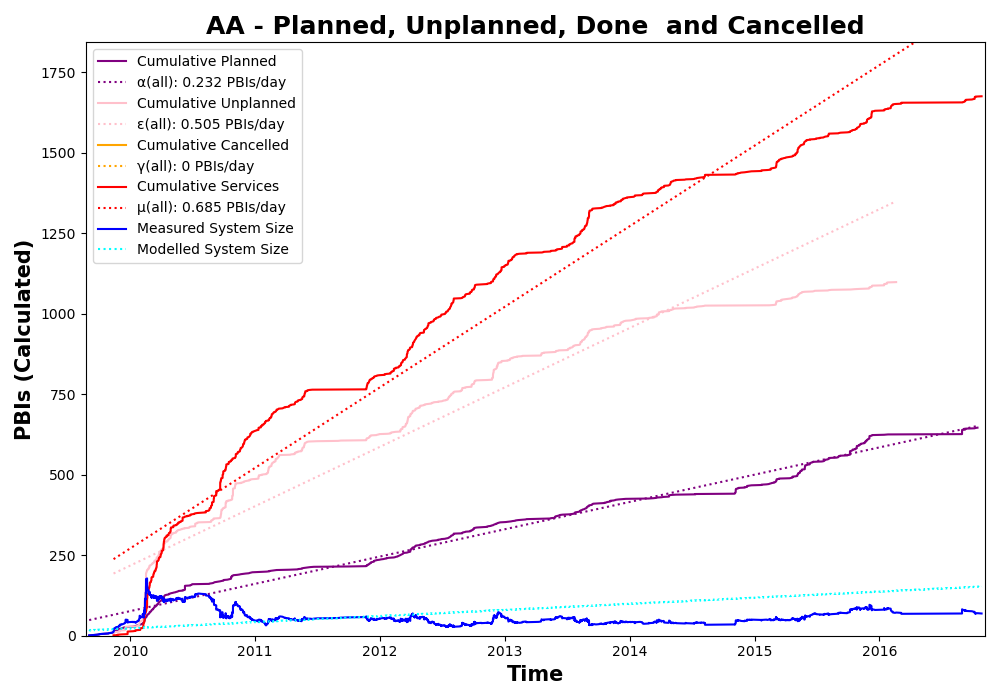 AA - Planned, Unplanned, Done  and Cancelled
PBIs (Calculated)
1750
1500
1250
1000
750
500
250
0
Cumulative Planned
α(all): 0.232 PBIs/day
Cumulative Unplanned
ε(all): 0.505 PBIs/day
Cumulative Cancelled
γ(all): 0 PBIs/day
Cumulative Services
μ(all): 0.685 PBIs/day
Measured System Size
Modelled System Size
2010 2011 2012 2013 2014 2015 2016
Time